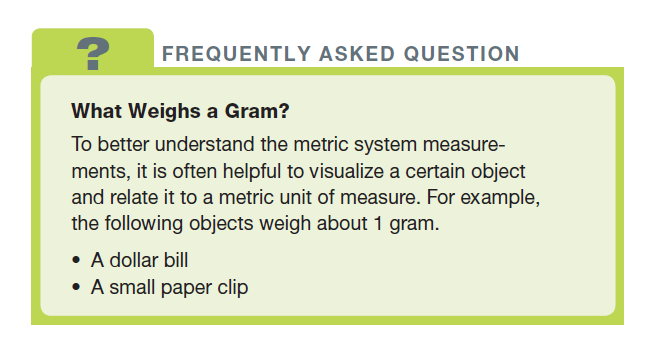 ?
FREQUENTLY ASKED QUESTION
What Weighs a Gram?
To better understand the metric system measure-
ments, it is often helpful to visualize a certain object
and relate it to a metric unit of measure. For example,
the following objects weigh about 1 gram.
• A dollar bill
• A small paper clip